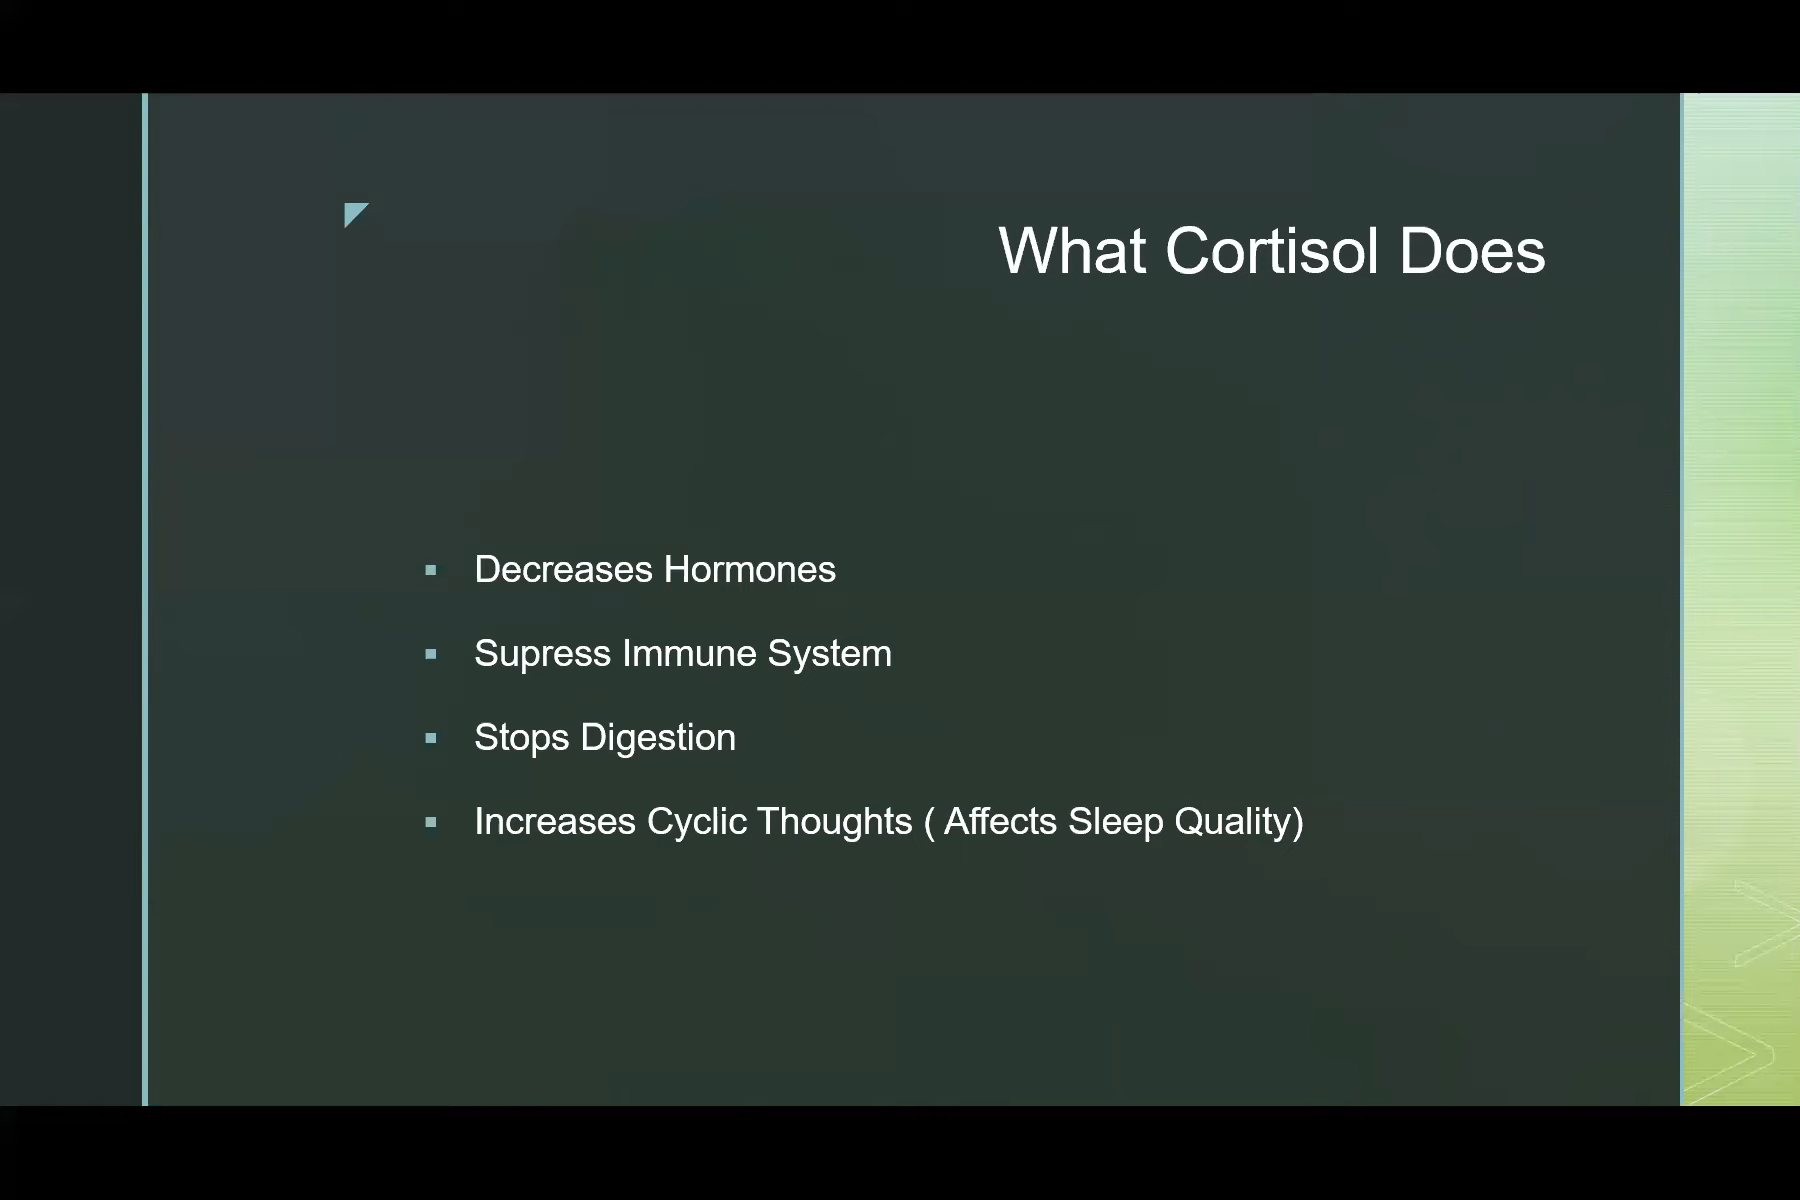 What Cortisol Does
Decreases Hormones
Supress Immune System
Stops Digestion
Increases Cyclic Thoughts ( Affects Sleep Quality)